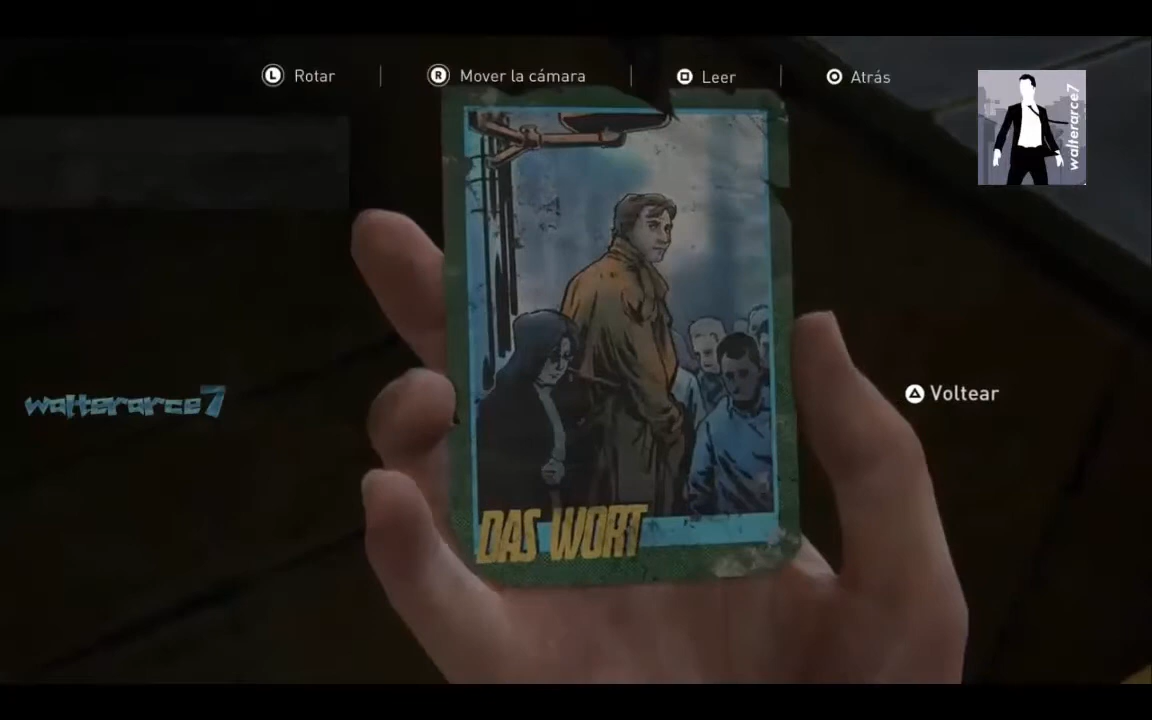 L Rotar
R Mover la cámara
Leer
Atrás
walterarce7
walterarce7
Voltear
DAS WORT